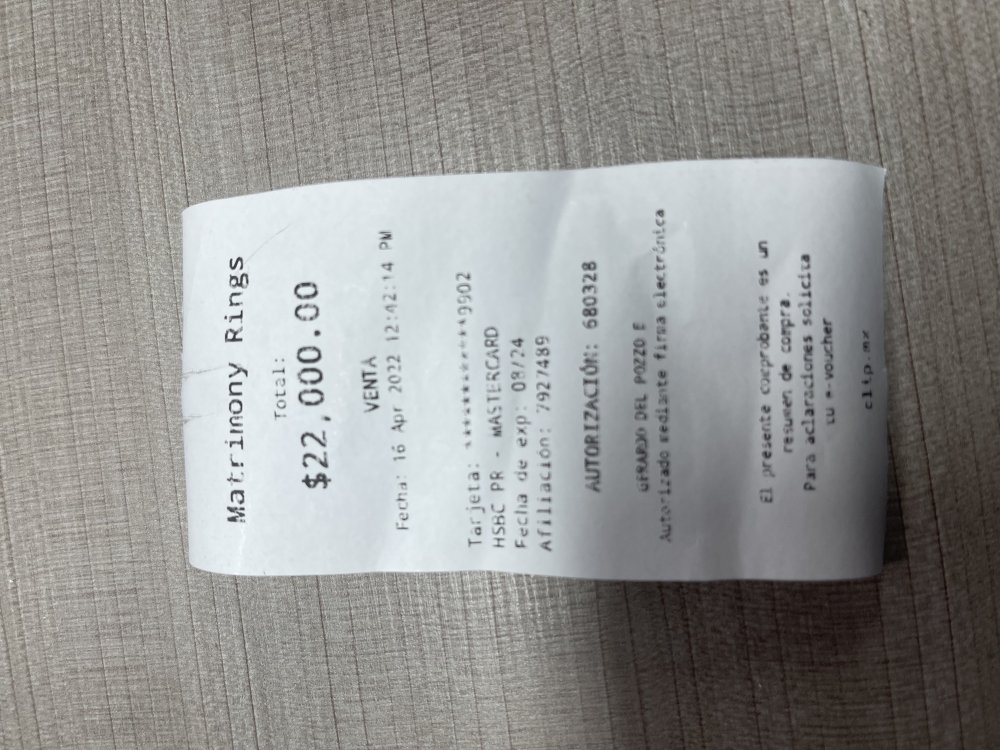 Matrimony Rings
Total:
$22,000.00
VENTA
Fecha: 16 Apr 2022 12:42:14 PM
Tarjeta: ************9902
HSBC PR - MASTERCARD
Fecha de exp: 08/24
Afiliación: 7927489
AUTORIZACIÓN: 680328
DEL POZZO E
Autorizado mediante firma electrónica
El presente comprobante es un
resumen de compra.
Para aclaraciones solicita
tu e-voucher
clip.mx